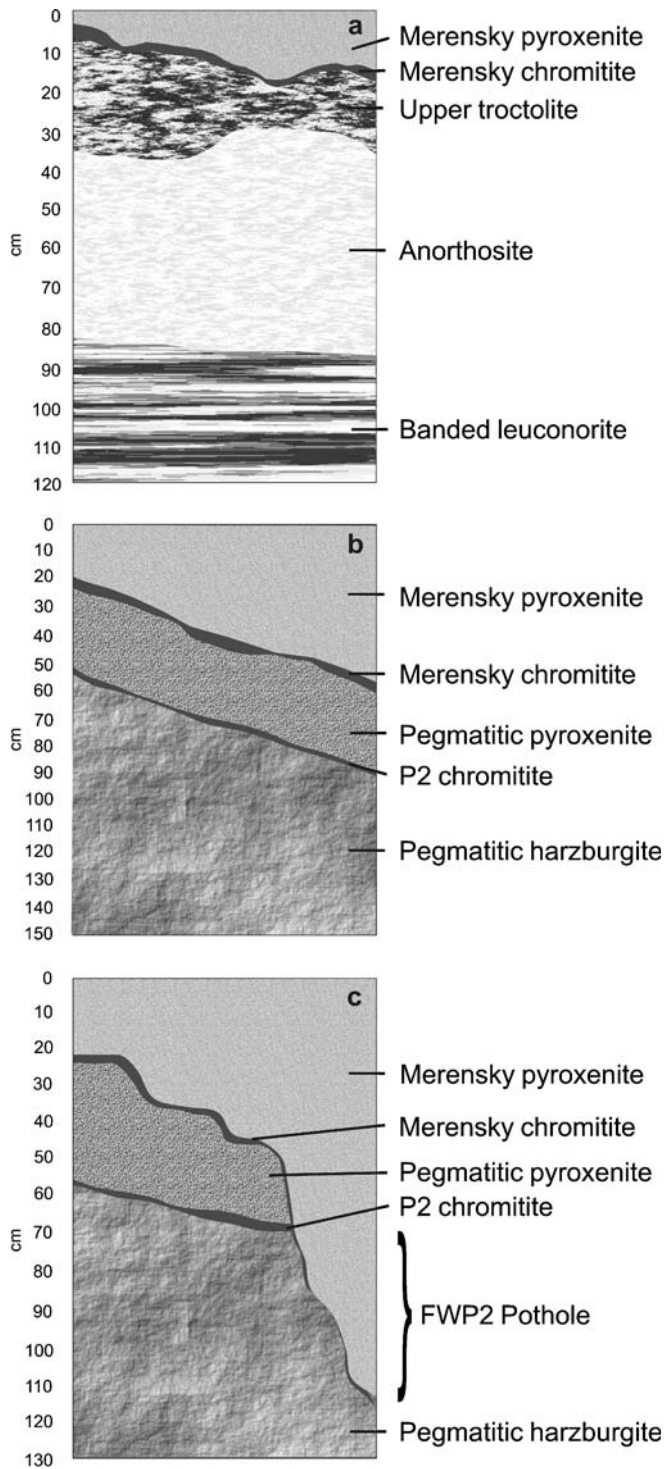 a
0
10
20
30
40
50
60
70
80
90
100
110
120
cm
Merensky pyroxenite
Merensky chromitite
Upper troctolite
Anorthosite
Banded leuconorite
b
0
10
20
30
40
50
60
70
80
90
100
110
120
130
140
150
Merensky pyroxenite
Merensky chromitite
Pegmatitic pyroxenite
P2 chromitite
Pegmatitic harzburgite
c
0
10
20
30
40
50
60
70
80
90
100
110
120
130
cm
Merensky pyroxenite
Merensky chromitite
Pegmatitic pyroxenite
P2 chromitite
FWP2 Pothole
Pegmatitic harzburgite